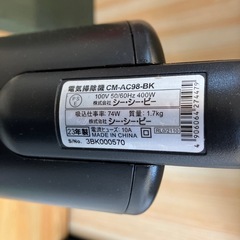 電気掃除機 CM-AC98-BK
100V 50/60Hz 400W
株式会社 シー・シー・ピー
吸込仕事率: 74W 質量: 1.7kg
株式会社 シー・シー・ピー
23年製 電流ヒューズ: 10A
MADE IN CHINA
S/No. 3BK000570
4906064274479